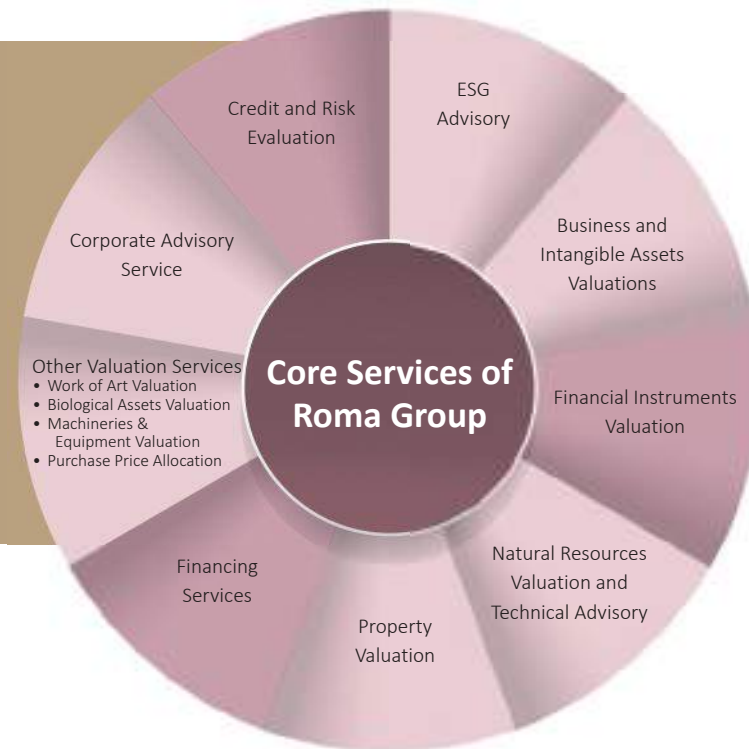 Core Services of
Roma Group
ESG
Advisory
Business and
Intangible Assets
Valuations
Financial Instruments
Valuation
Natural Resources
Valuation and
Technical Advisory
Property
Valuation
Financing
Services
Other Valuation Services
• Work of Art Valuation
• Biological Assets Valuation
• Machineries &
Equipment Valuation
• Purchase Price Allocation
Corporate Advisory
Service
Credit and Risk
Evaluation